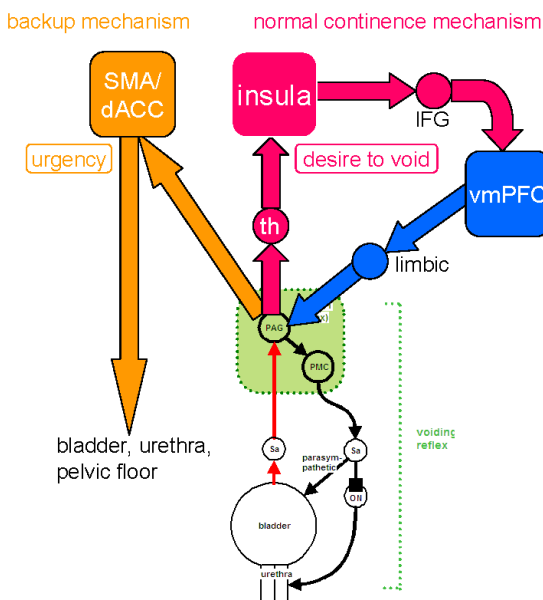 backup mechanism
normal continence mechanism
SMA/
dACC
insula
IFG
urgency
desire to void
vmPFC
th
limbic
x)
PAG
PMC
voiding
reflex
bladder, urethra,
pelvic floor
Sa
parasym-
pathetic
Sa
ON
bladder
urethra